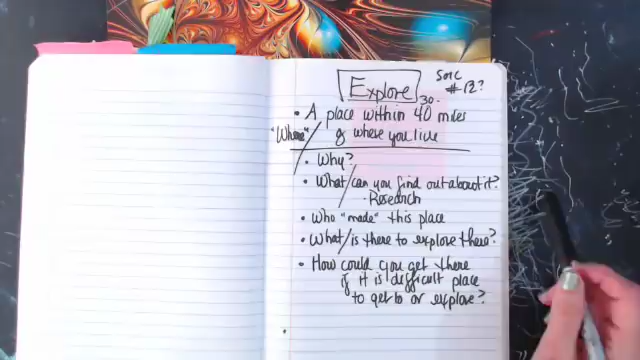 Explore
SOTC
#12?
30-
• A place within 40 miles
"Where" of where you live
• Why?
• What/can you find out about it?
• Research
• Who "made" this place
• What/is there to explore there?
• How could you get there
if it is difficult place
to get to or explore?